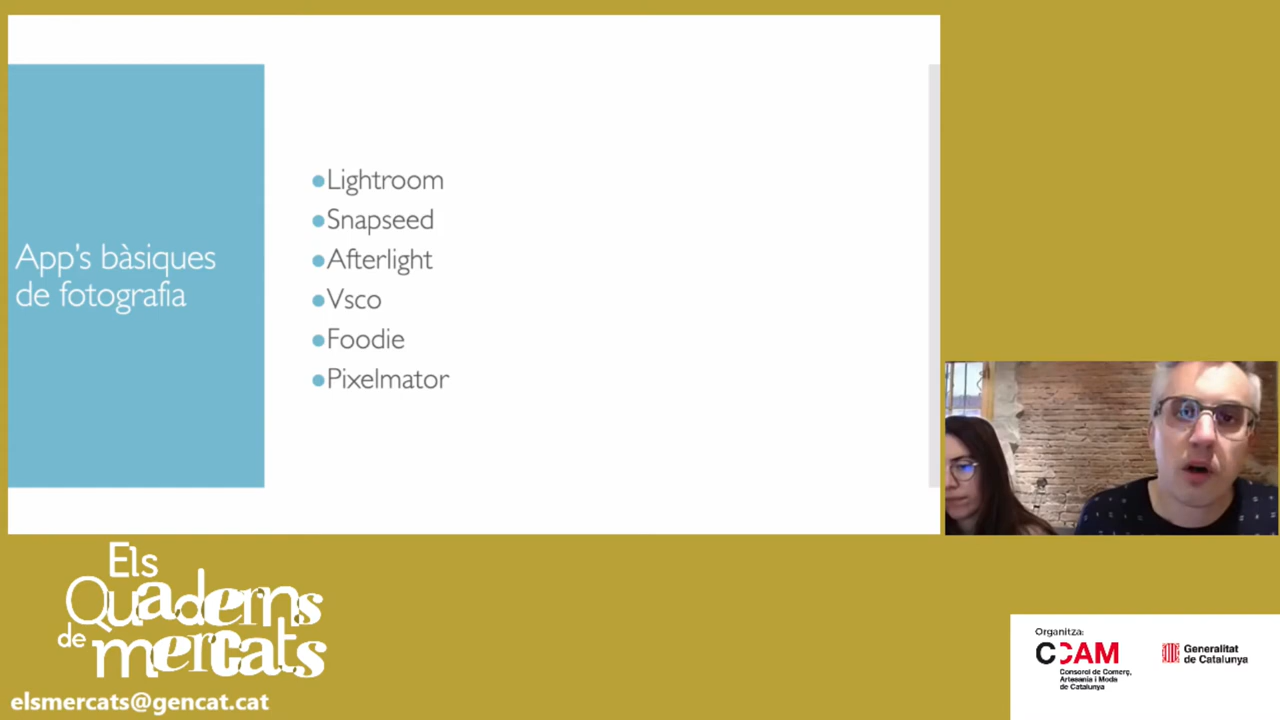 App's bàsiques
de fotografia
●Lightroom
●Snapseed
●Afterlight
●Vsco
●Foodie
●Pixelmator
Els
Quaderns
de mercats
elsmercats@gencat.cat
Organitza:
CCAM
Consorci de Comerç,
Artesania i Moda
de Catalunya
Generalitat
de Catalunya